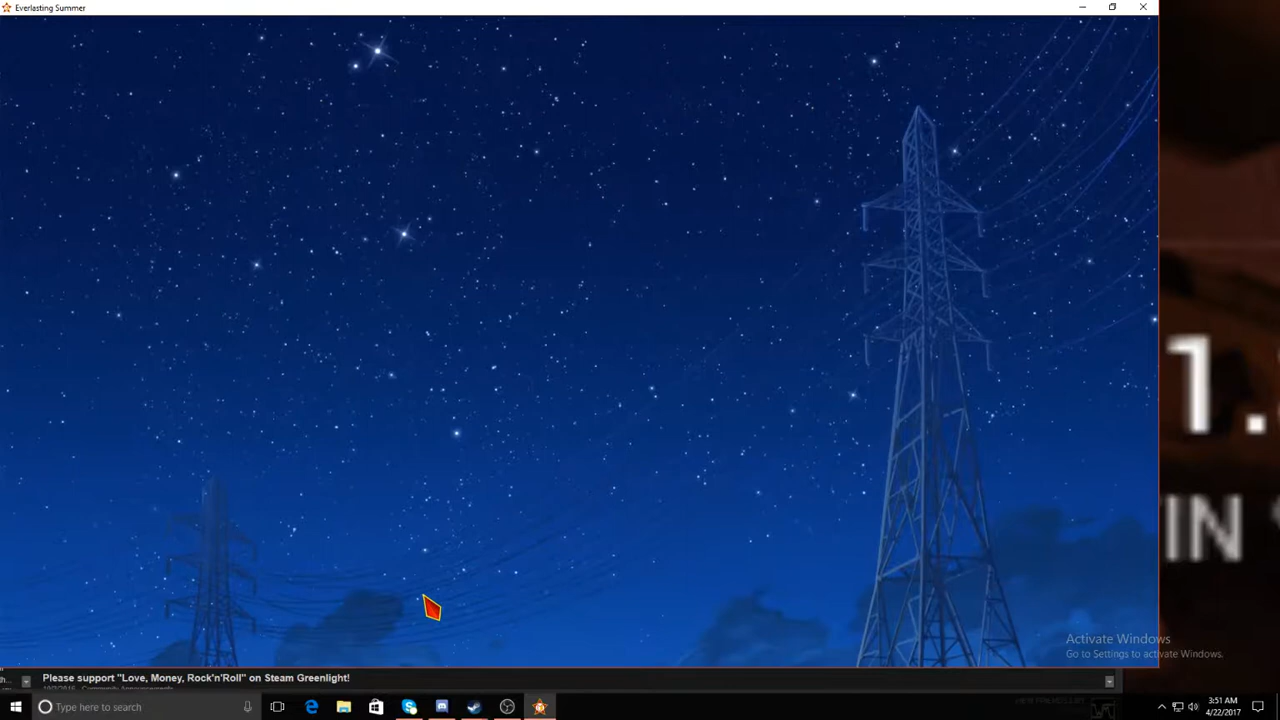 Everlasting Summer
1.
IN
Activate Windows
Go to Settings to activate Windows.
Please support "Love, Money, Rock'n'Roll" on Steam Greenlight!
Type here to search
3:51 AM
4/22/2017